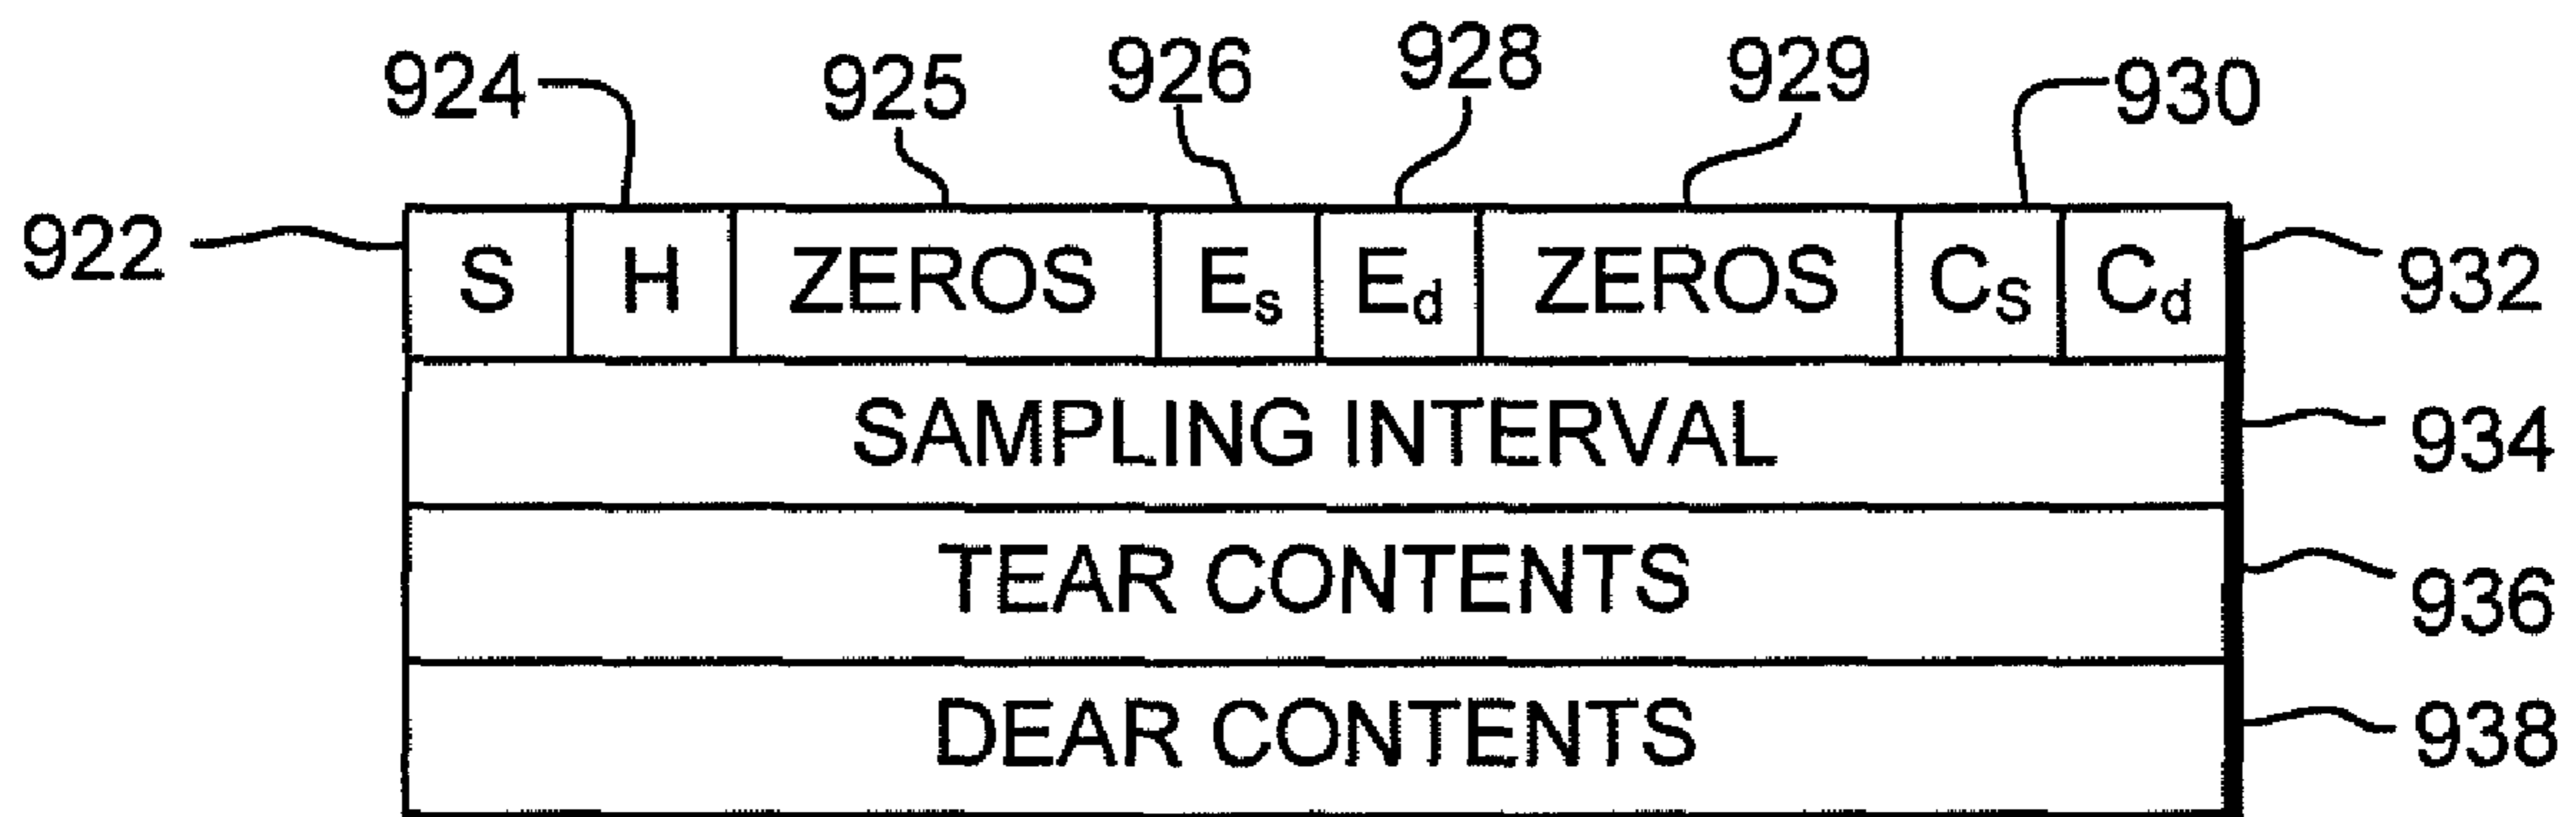 924 925 926 928 929 930
922 S H ZEROS Es Ed ZEROS CS Cd 932
SAMPLING INTERVAL 934
TEAR CONTENTS 936
DEAR CONTENTS 938